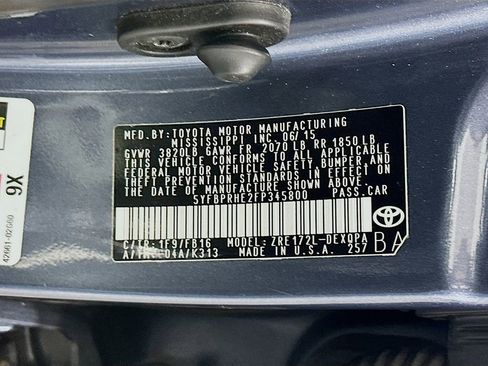 MFD. BY: TOYOTA MOTOR MANUFACTURING
MISSISSIPPI INC. 06/15
GVWR 3820LB GAWR FR 2070 LB RR 1850 LB
THIS VEHICLE CONFORMS TO ALL APPLICABLE
FEDERAL MOTOR VEHICLE SAFETY, BUMPER, AND
THEFT PREVENTION STANDARDS IN EFFECT ON
THE DATE OF MANUFACTURE SHOWN ABOVE.
5YFBPRHE2FP345800 PASS. CAR
C/TR: 1F9/FB16 MODEL: ZRE172L-DEXQPA
A/TM: -04A/K313 MADE IN U.S.A. 257
BA
TOYOTA
9X